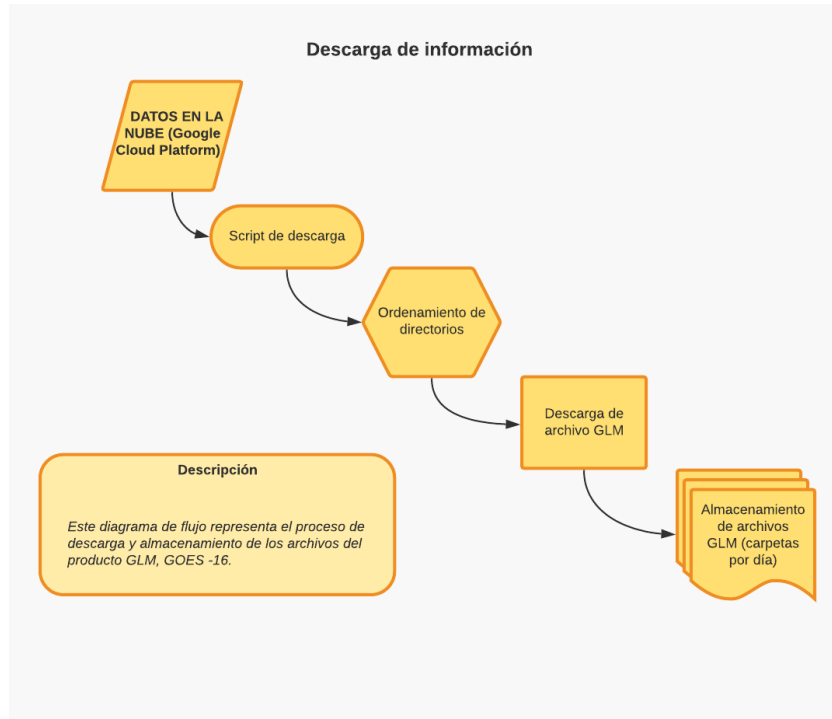 Descarga de información
DATOS EN LA
NUBE (Google
Cloud Platform)
Script de descarga
Ordenamiento de
directorios
Descarga de
archivo GLM
Almacenamiento
de archivos
GLM (carpetas
por día)
Descripción
Este diagrama de flujo representa el proceso de
descarga y almacenamiento de los archivos del
producto GLM, GOES -16.